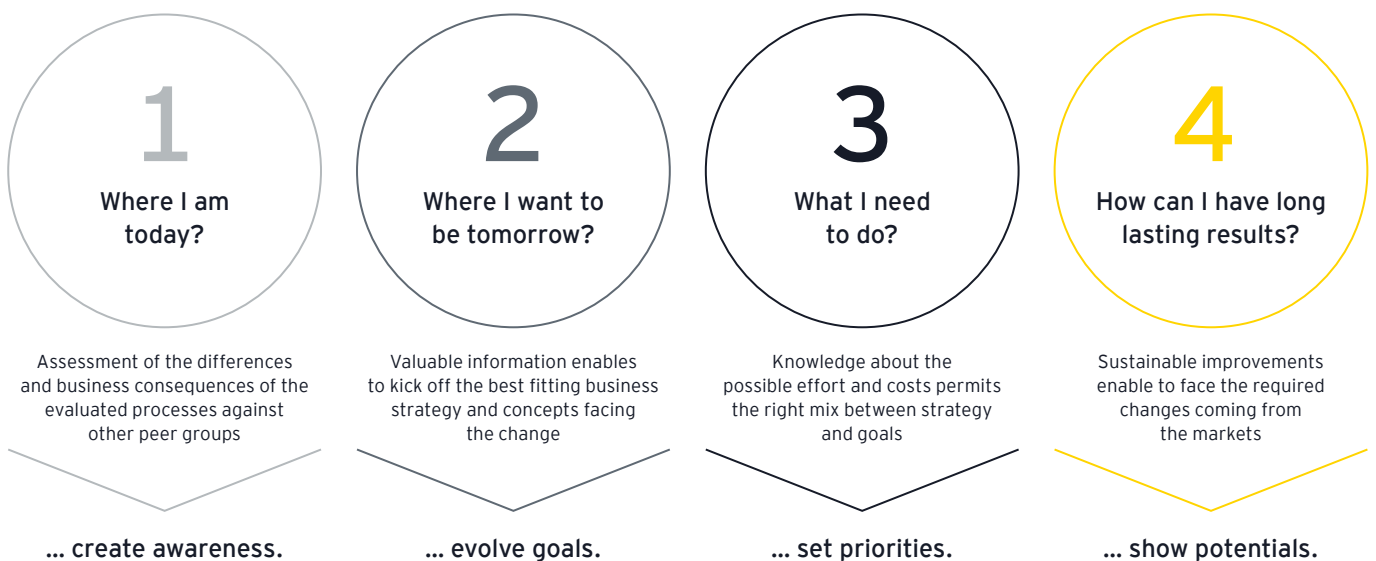 1
Where I am
today?
Assessment of the differences
and business consequences of the
evaluated processes against
other peer groups
... create awareness.
2
Where I want to
be tomorrow?
Valuable information enables
to kick off the best fitting business
strategy and concepts facing
the change
... evolve goals.
3
What I need
to do?
Knowledge about the
possible effort and costs permits
the right mix between strategy
and goals
... set priorities.
4
How can I have long
lasting results?
Sustainable improvements
enable to face the required
changes coming from
the markets
... show potentials.